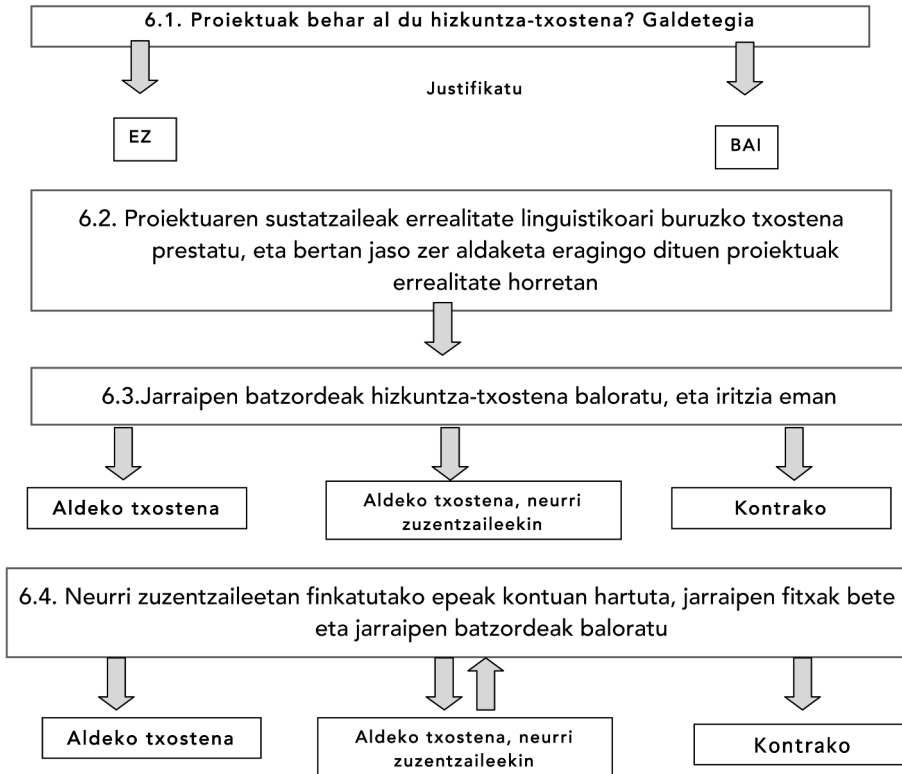 6.1. Proiektuak behar al du hizkuntza-txostena? Galdetegia
Justifikatu
EZ
BAI
6.2. Proiektuaren sustatzaileak errealitate linguistikoari buruzko txostena
prestatu, eta bertan jaso zer aldaketa eragingo dituen proiektuak
errealitate horretan
6.3.Jarraipen batzordeak hizkuntza-txostena baloratu, eta iritzia eman
Aldeko txostena
Aldeko txostena, neurri
zuzentzaileekin
Kontrako
6.4. Neurri zuzentzaileetan finkatutako epeak kontuan hartuta, jarraipen fitxak bete
eta jarraipen batzordeak baloratu
Aldeko txostena
Aldeko txostena, neurri
zuzentzaileekin
Kontrako